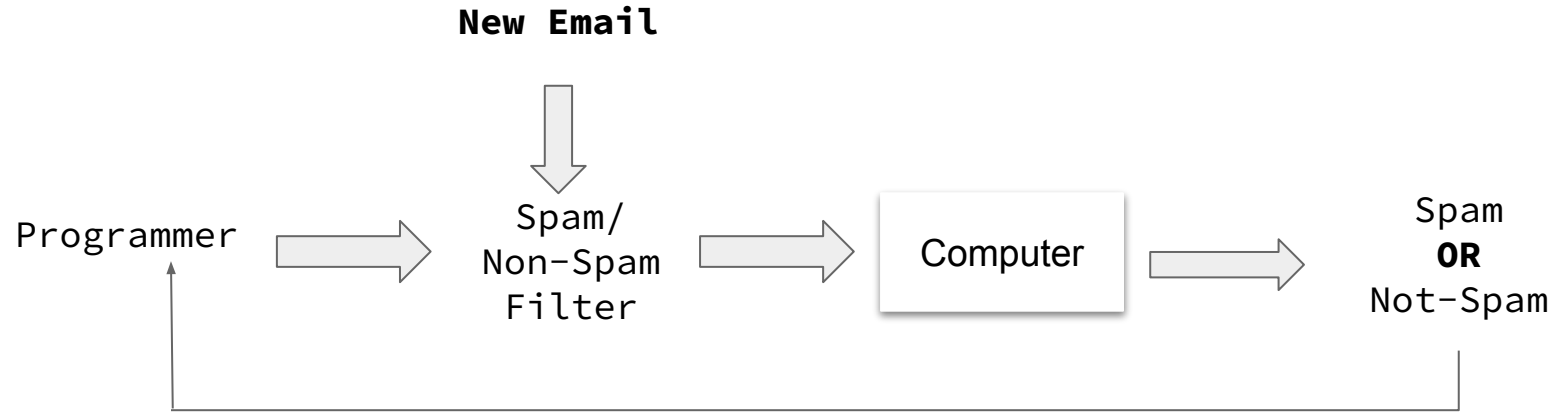 New Email
Programmer
Spam/
Non-Spam
Filter
Computer
Spam
OR
Not-Spam